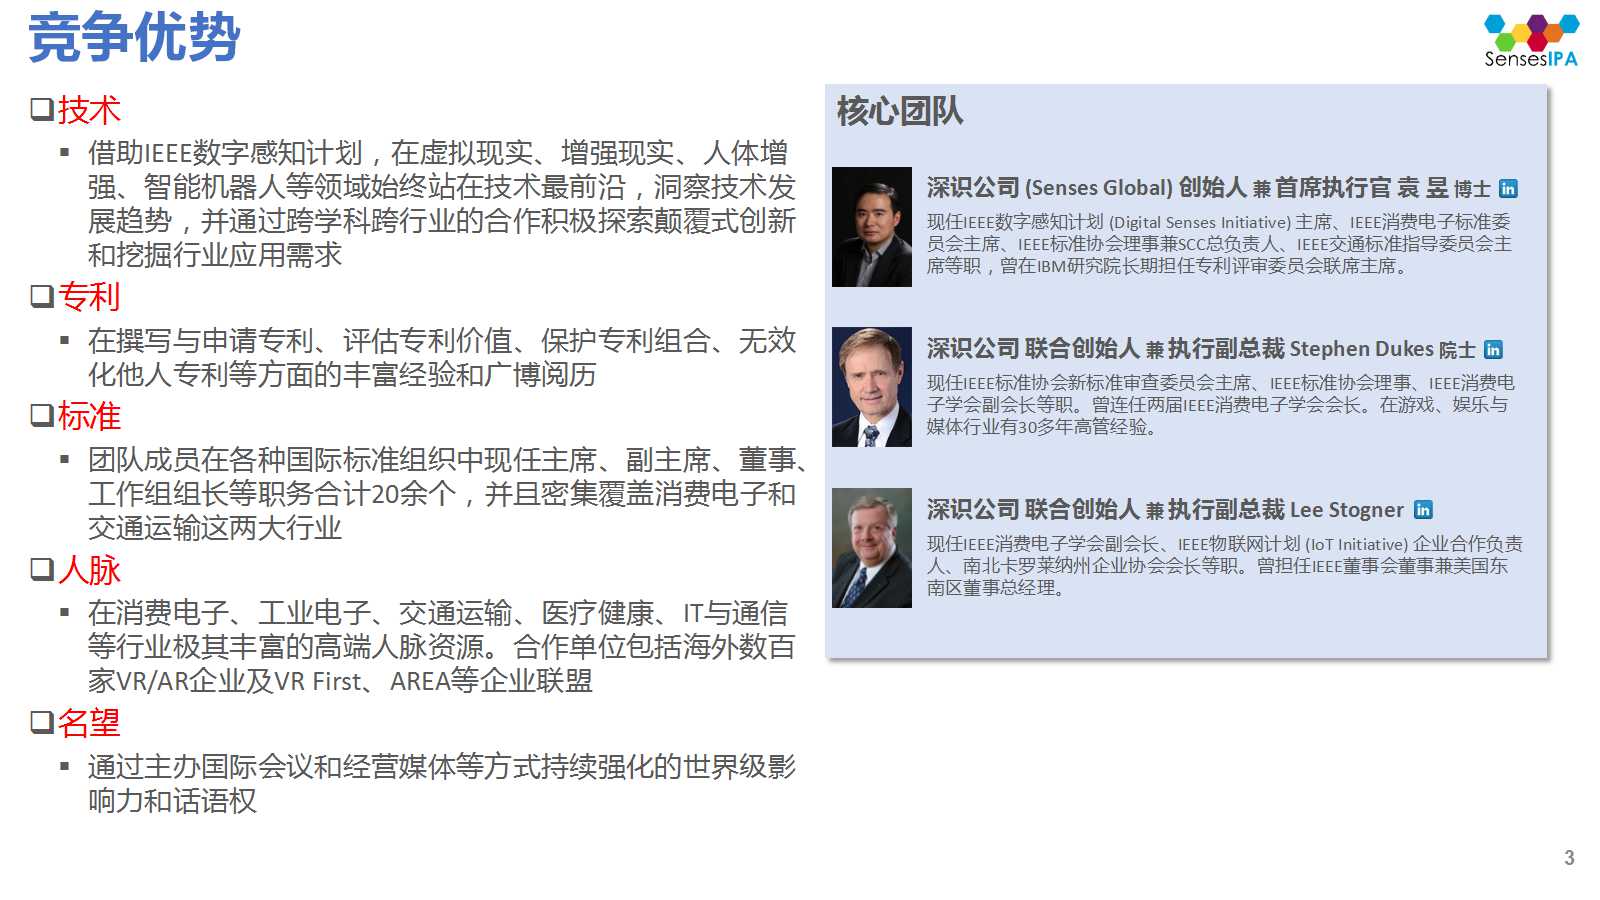 竞争优势
SensesIPA
技术
借助IEEE数字感知计划，在虚拟现实、增强现实、人体增
强、智能机器人等领域始终站在技术最前沿，洞察技术发
展趋势，并通过跨学科跨行业的合作积极探索颠覆式创新
和挖掘行业应用需求
专利
在撰写与申请专利、评估专利价值、保护专利组合、无效
化他人专利等方面的丰富经验和广博阅历
标准
团队成员在各种国际标准组织中现任主席、副主席、董事、
工作组组长等职务合计20余个，并且密集覆盖消费电子和
交通运输这两大行业
人脉
在消费电子、工业电子、交通运输、医疗健康、IT与通信
等行业极其丰富的高端人脉资源。合作单位包括海外数百
家VR/AR企业及VR First、AREA等企业联盟
名望
通过主办国际会议和经营媒体等方式持续强化的世界级影
响力和话语权
核心团队
深识公司 (Senses Global) 创始人 兼 首席执行官 袁 昱 博士 in
现任IEEE数字感知计划 (Digital Senses Initiative) 主席、IEEE消费电子标准委
员会主席、IEEE标准协会理事兼SCC总负责人、IEEE交通标准指导委员会主
席等职，曾在IBM研究院长期担任专利评审委员会联席主席。
深识公司 联合创始人 兼 执行副总裁 Stephen Dukes 院士 in
现任IEEE标准协会新标准审查委员会主席、IEEE标准协会理事、IEEE消费电
子学会副会长等职。曾连任两届IEEE消费电子学会会长。在游戏、娱乐与
媒体行业有30多年高管经验。
深识公司 联合创始人 兼 执行副总裁 Lee Stogner in
现任IEEE消费电子学会副会长、IEEE物联网计划 (IoT Initiative) 企业合作负责
人、南北卡罗莱纳州企业协会会长等职。曾担任IEEE董事会董事兼美国东
南区董事总经理。
3